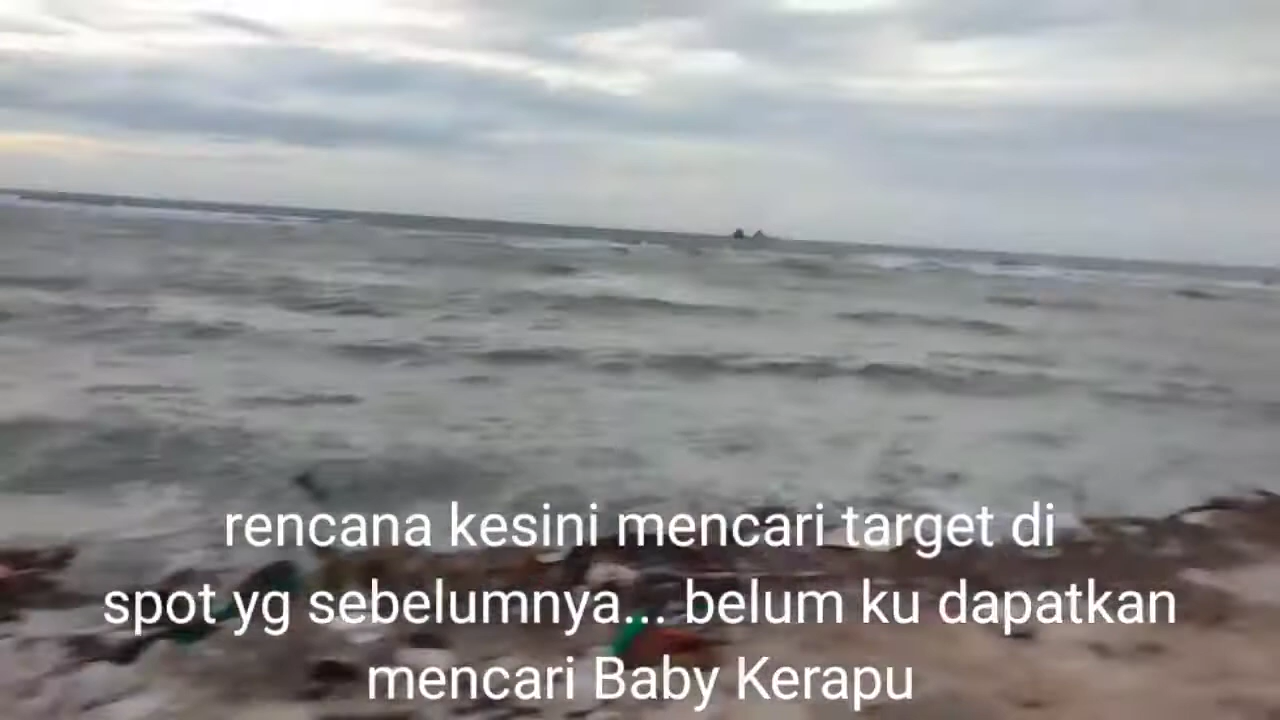 rencana kesini mencari target di
spot yg sebelumnya... belum ku dapatkan
mencari Baby Kerapu